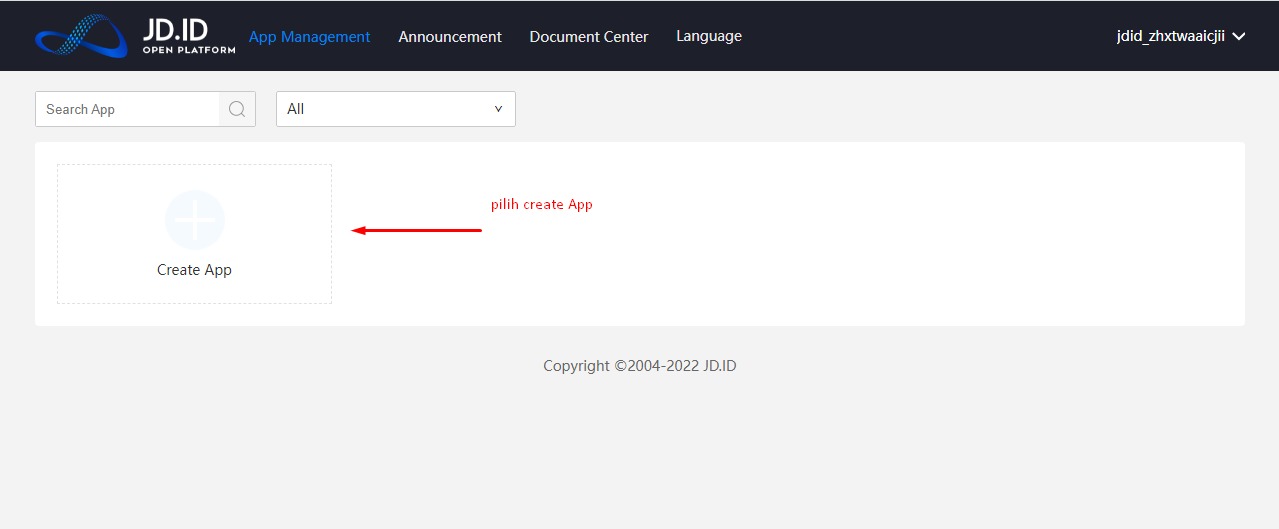 JD.ID
OPEN PLATFORM
App Management
Announcement
Document Center
Language
jdid_zhxtwaaicjii
Search App
All
pilih create App
Create App
Copyright ©2004-2022 JD.ID